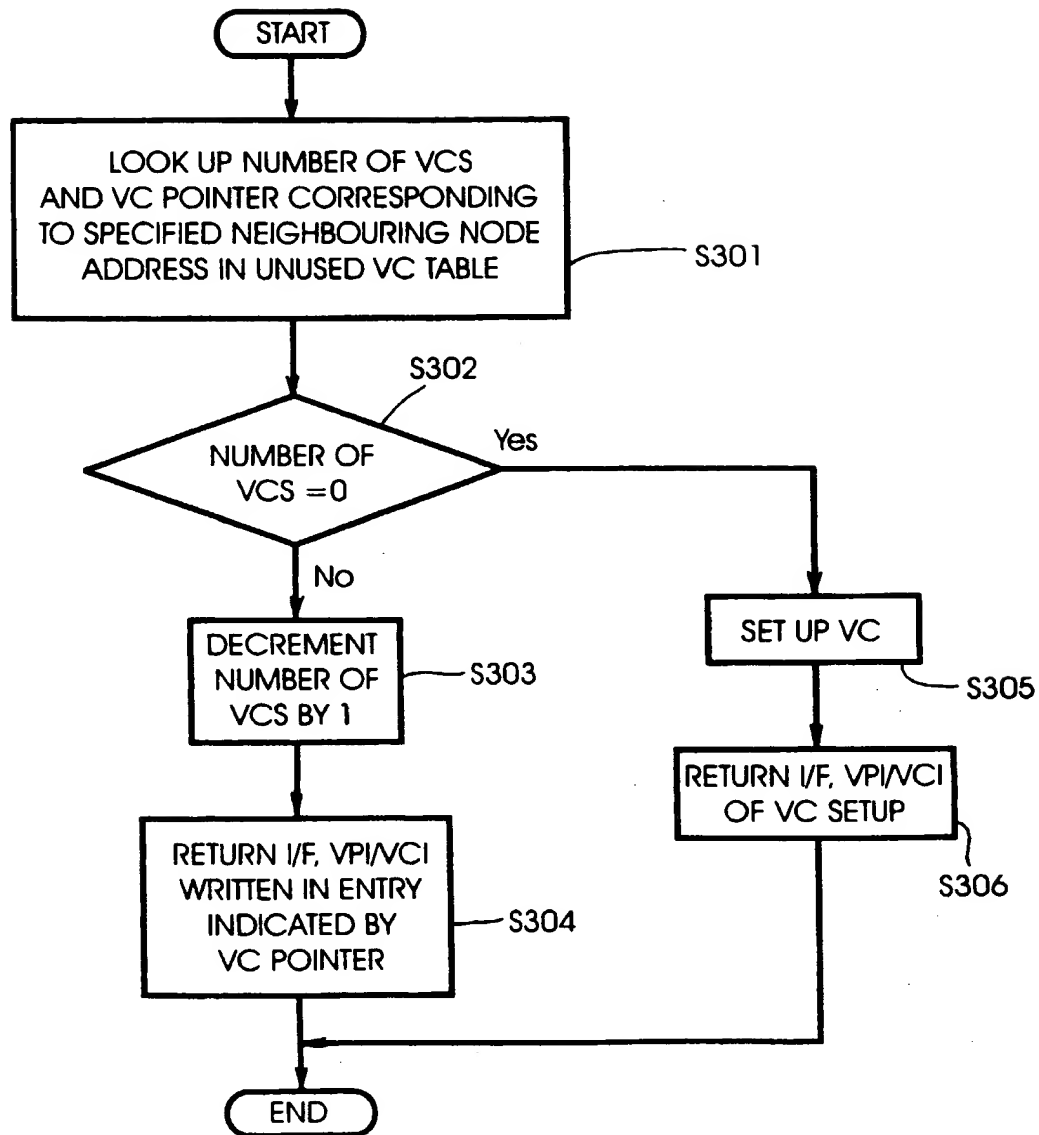 START
LOOK UP NUMBER OF VCS
AND VC POINTER CORRESPONDING
TO SPECIFIED NEIGHBOURING NODE
ADDRESS IN UNUSED VC TABLE
S301
S302
NUMBER OF
VCS = 0
Yes
No
DECREMENT
NUMBER OF
VCS BY 1
S303
SET UP VC
S305
RETURN I/F, VPI/VCI
WRITTEN IN ENTRY
INDICATED BY
VC POINTER
S304
RETURN I/F, VPI/VCI
OF VC SETUP
S306
END